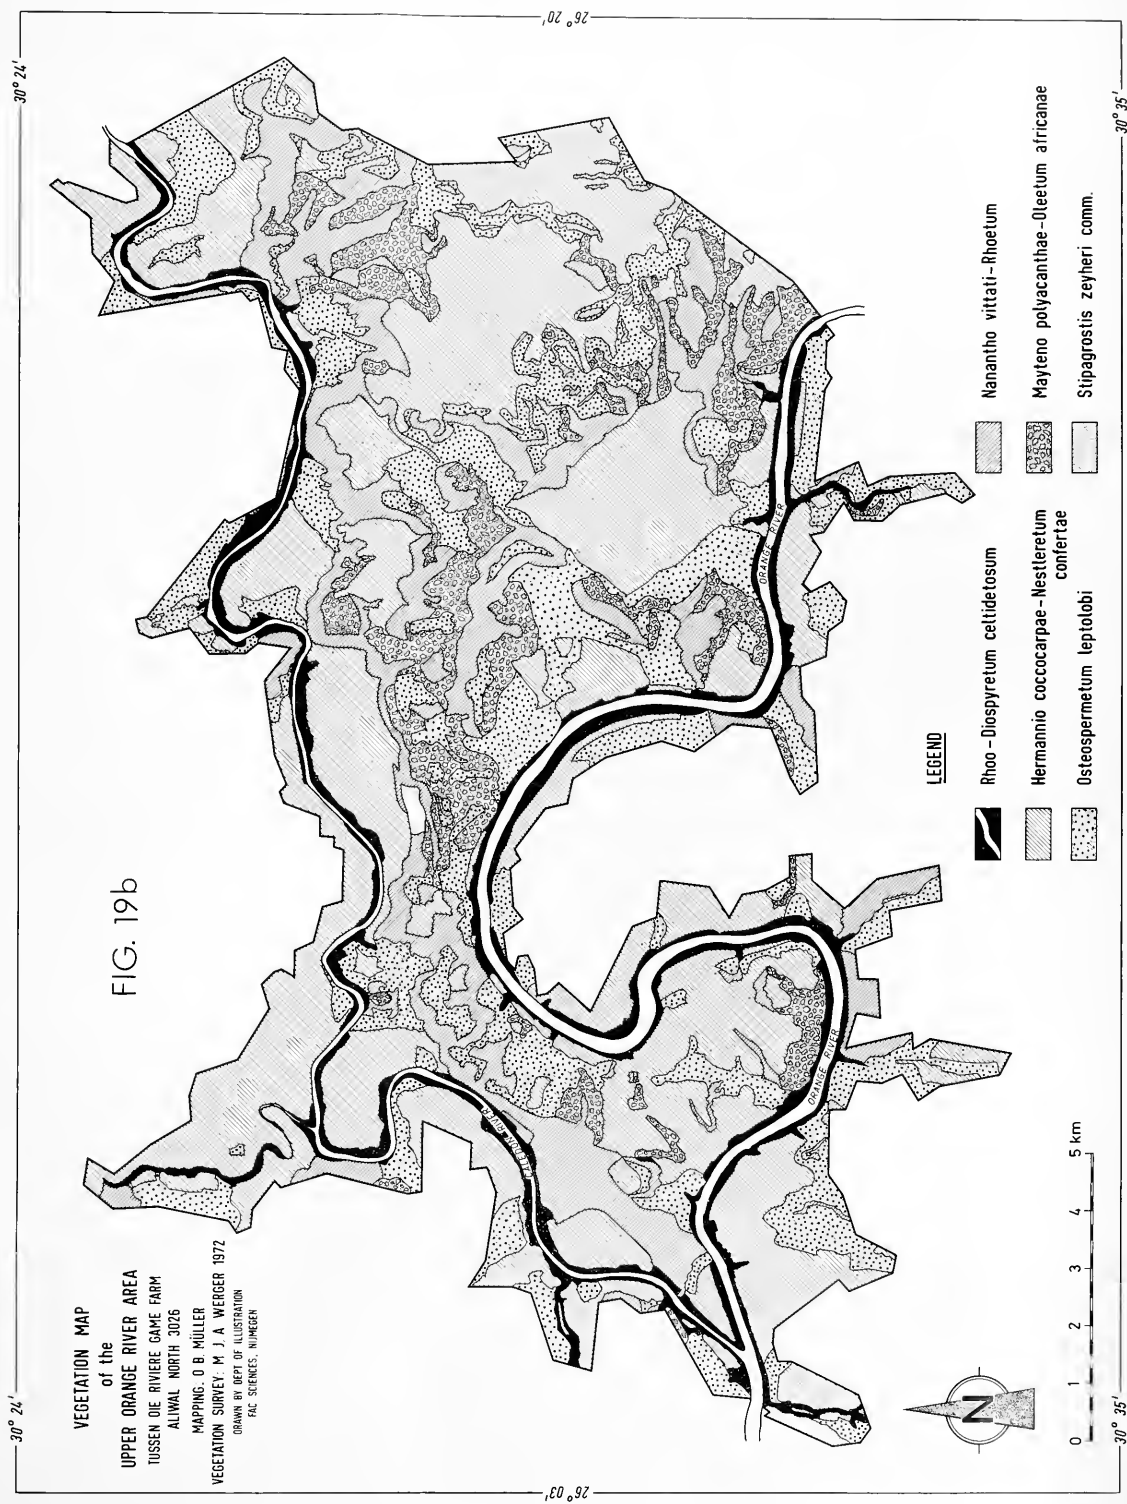 30° 24'
30° 24'
26° 20'
26° 03'
30° 35'
30° 35'
VEGETATION MAP
of the
UPPER ORANGE RIVER AREA
TUSSEN DIE RIVIERE GAME FARM
ALIWAL NORTH 3026
MAPPING. O B. MÜLLER
VEGETATION SURVEY: M J. A WERGER 1972
DRAWN BY DEPT OF ILLUSTRATION
FAC SCIENCES, NIJMEGEN
FIG. 19b
CALEDON RIVER
ORANGE RIVER
ORANGE RIVER
N
0 1 2 3 4 5 km
LEGEND
Rhoo-Diospyretum celtidetosum
Hermannio coccocarpae-Nestleretum
confertae
Osteospermetum leptolobi
Nanantho vittati-Rhoetum
Mayteno polyacanthae-Oleetum africanae
Stipagrostis zeyheri comm.